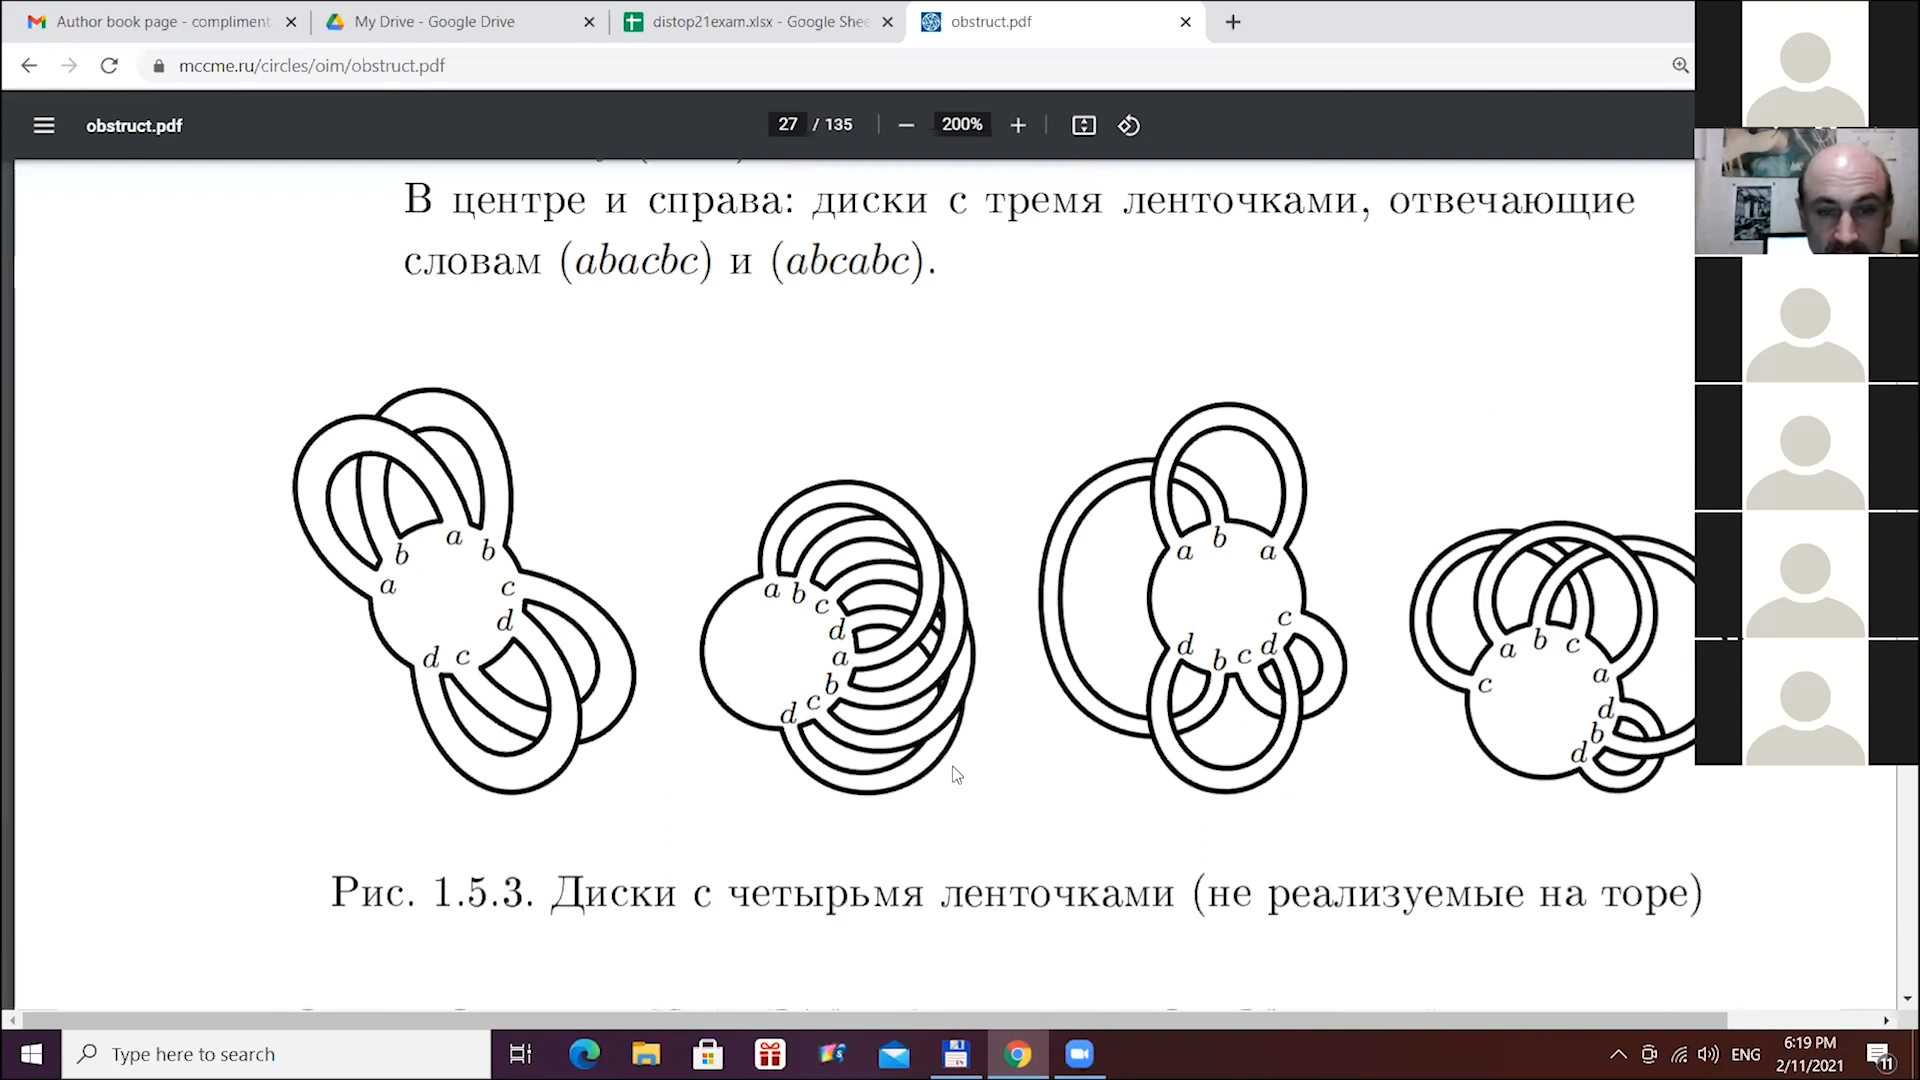 Author book page - compliment
My Drive - Google Drive
distop21exam.xlsx - Google Shee
obstruct.pdf
mccme.ru/circles/oim/obstruct.pdf
obstruct.pdf
27 / 135
200%
В центре и справа: диски с тремя ленточками, отвечающие
словам (abacbc) и (abcabc).
a b a b c d c d
a b c d a b c d
a b a c d c b d
c a b c a d b d
Рис. 1.5.3. Диски с четырьмя ленточками (не реализуемые на торе)
Type here to search
ENG
6:19 PM
2/11/2021
11